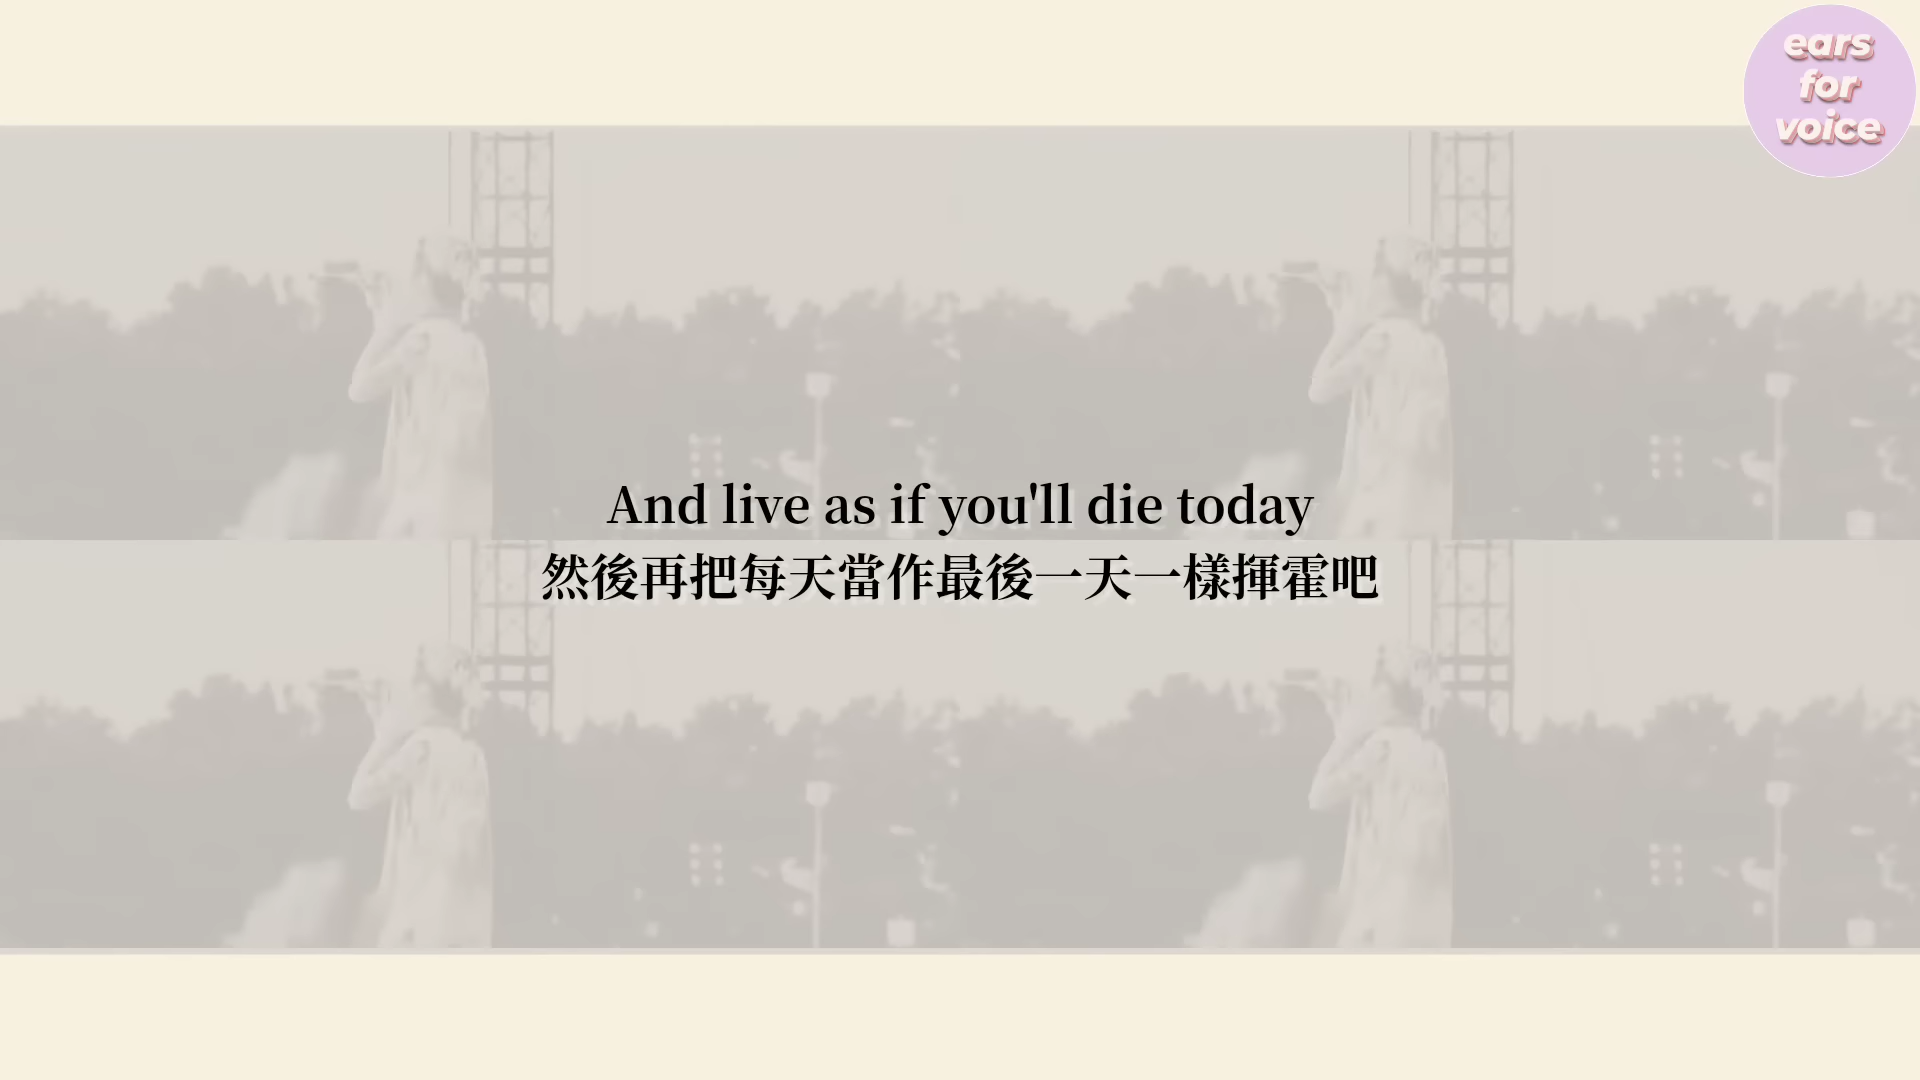 ears
for
voice
And live as if you'll die today
然後再把每天當作最後一天一樣揮霍吧